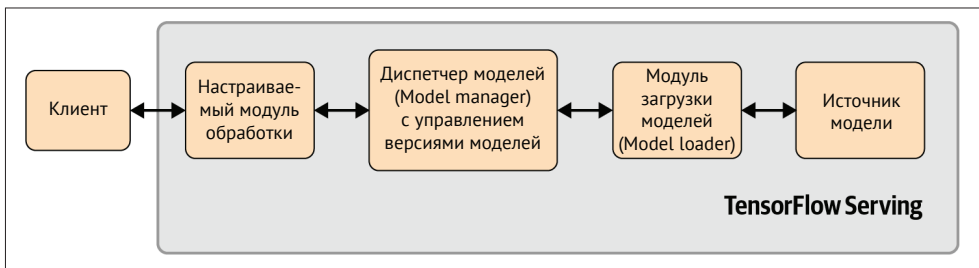 Клиент
Настраивае-
мый модуль
обработки
Диспетчер моделей
(Model manager)
с управлением
версиями моделей
Модуль
загрузки
моделей
(Model loader)
Источник
модели
TensorFlow Serving